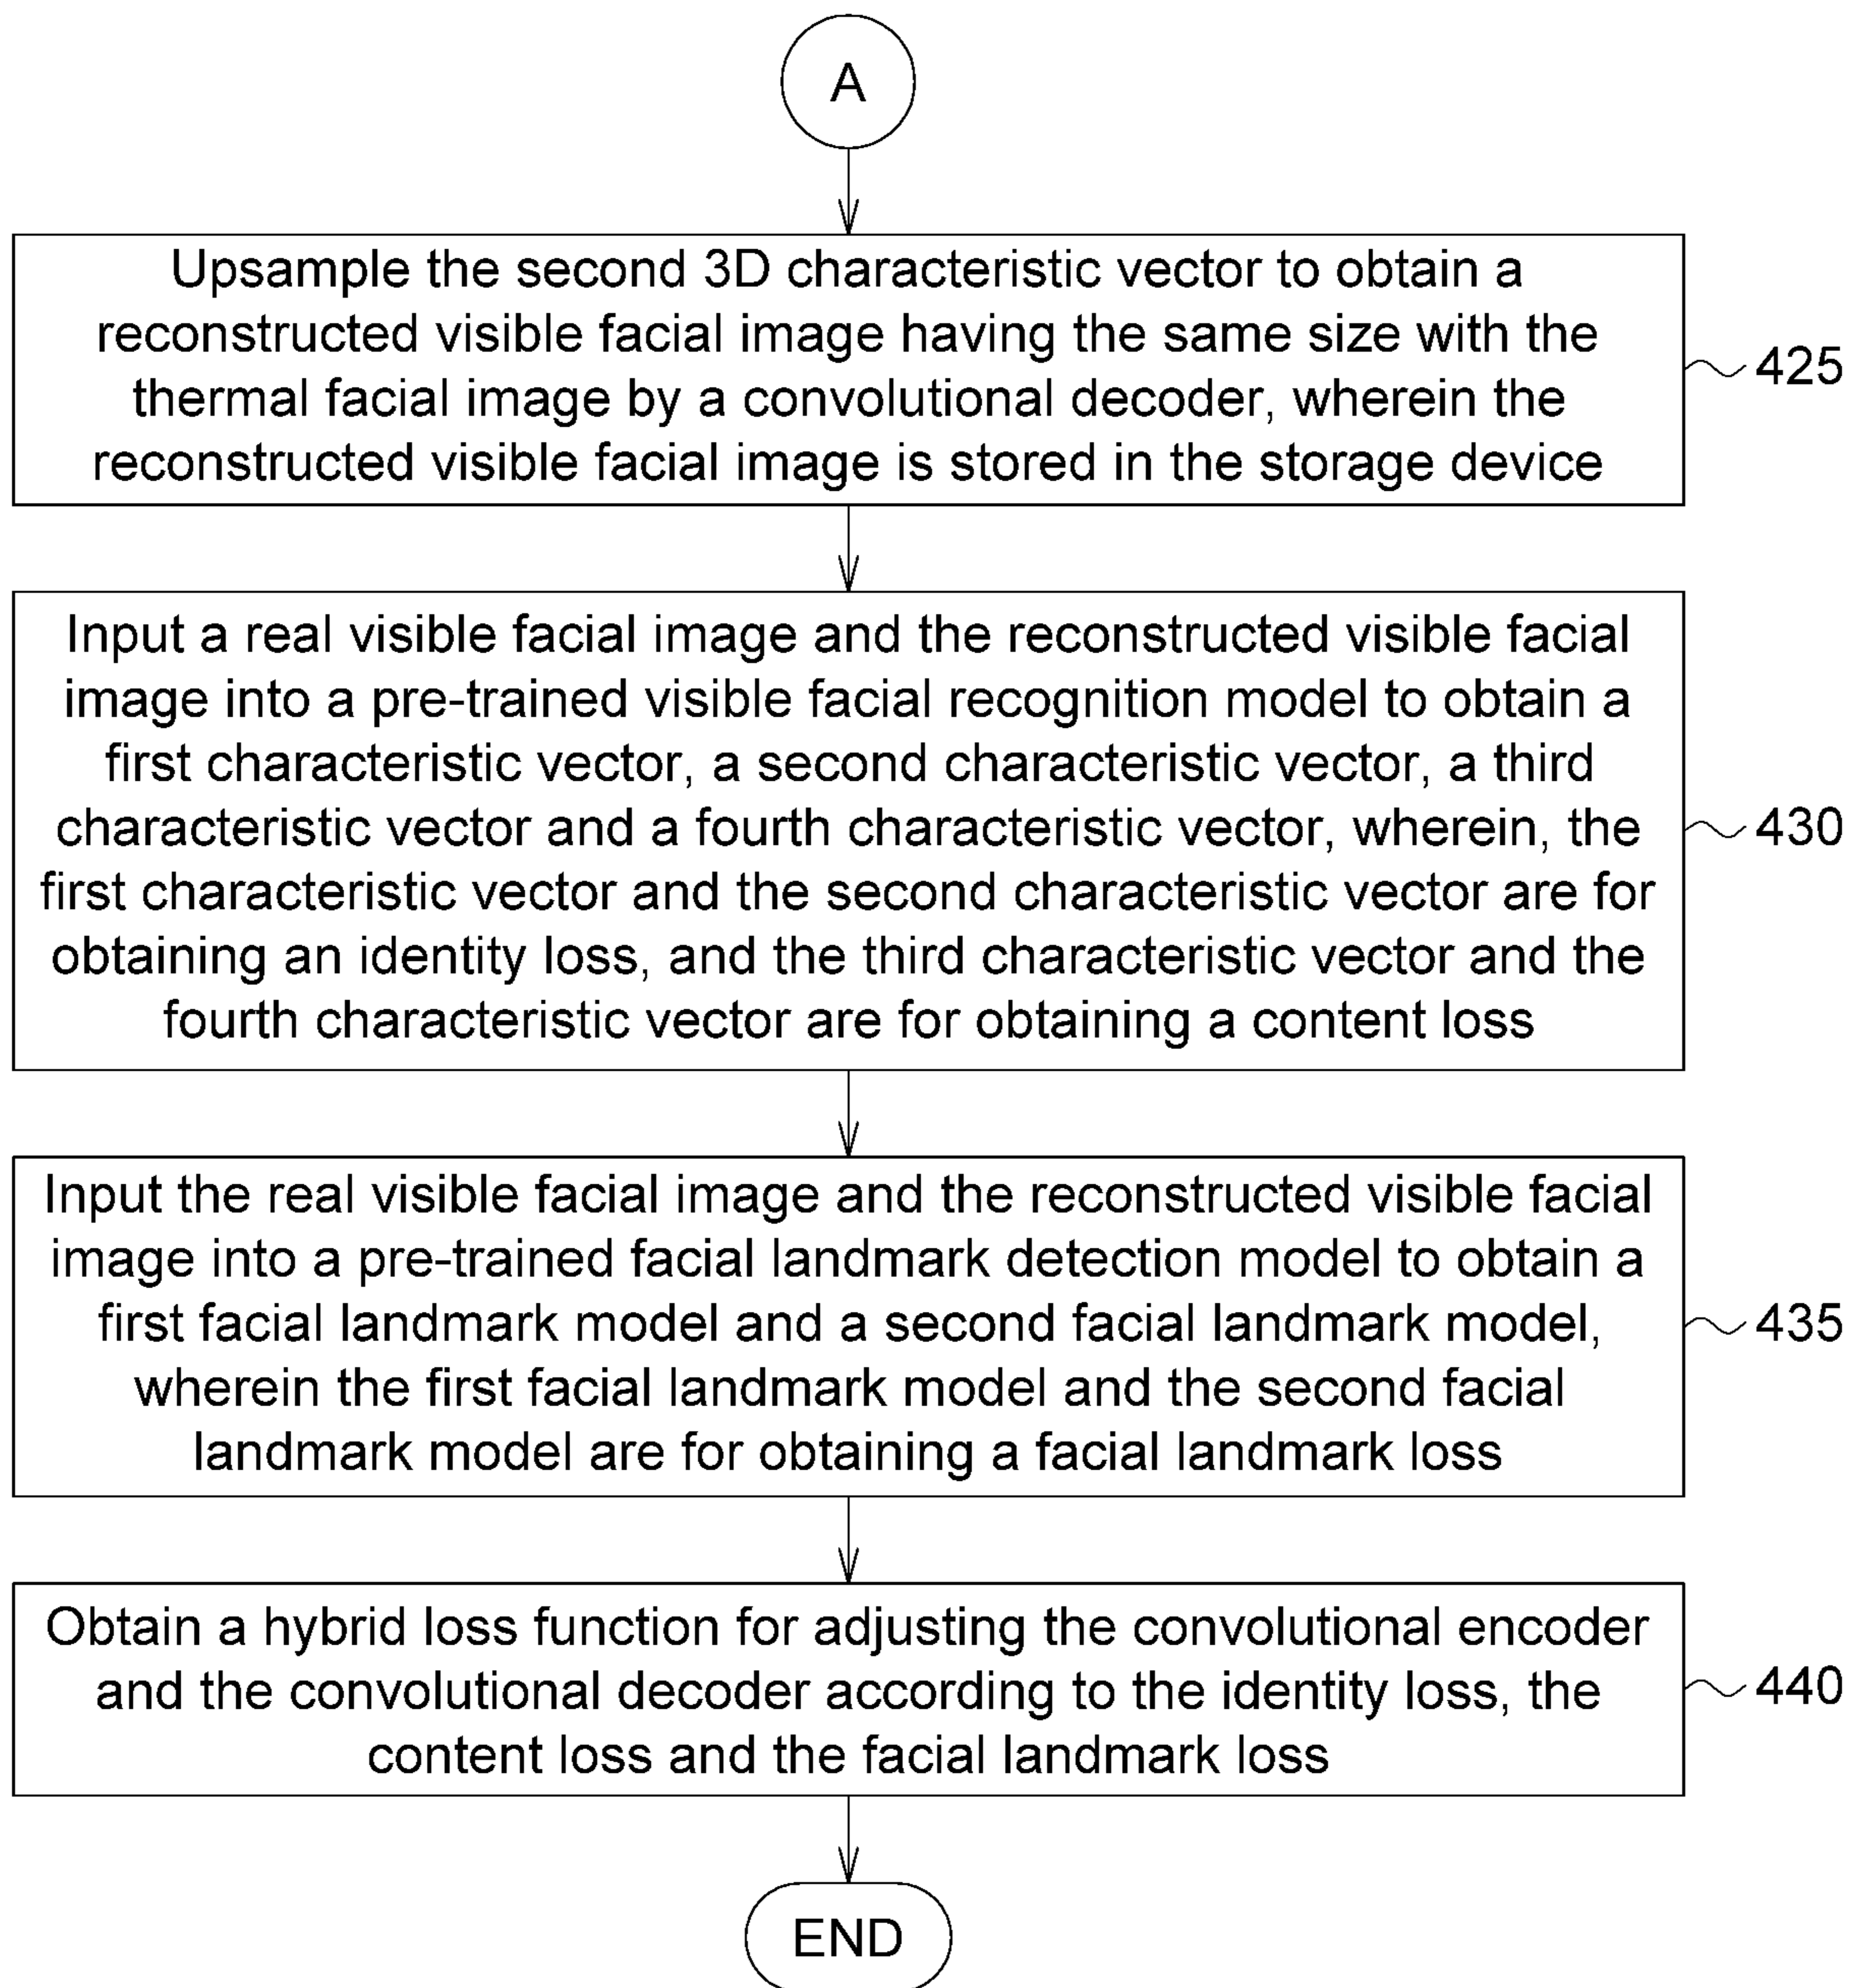 A
Upsample the second 3D characteristic vector to obtain a
reconstructed visible facial image having the same size with the
thermal facial image by a convolutional decoder, wherein the
reconstructed visible facial image is stored in the storage device
425
Input a real visible facial image and the reconstructed visible facial
image into a pre-trained visible facial recognition model to obtain a
first characteristic vector, a second characteristic vector, a third
characteristic vector and a fourth characteristic vector, wherein, the
first characteristic vector and the second characteristic vector are for
obtaining an identity loss, and the third characteristic vector and the
fourth characteristic vector are for obtaining a content loss
430
Input the real visible facial image and the reconstructed visible facial
image into a pre-trained facial landmark detection model to obtain a
first facial landmark model and a second facial landmark model,
wherein the first facial landmark model and the second facial
landmark model are for obtaining a facial landmark loss
435
Obtain a hybrid loss function for adjusting the convolutional encoder
and the convolutional decoder according to the identity loss, the
content loss and the facial landmark loss
440
END